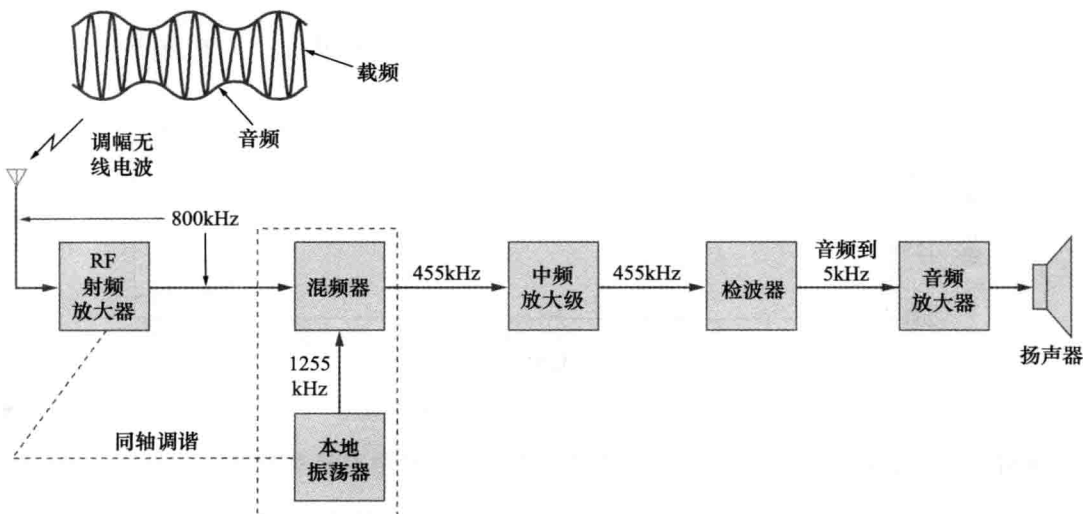 载频
音频
调幅无
线电波
800kHz
RF
射频
放大器
混频器
455kHz
中频
放大级
455kHz
检波器
音频到
5kHz
音频
放大器
扬声器
1255
kHz
同轴调谐
本地
振荡器